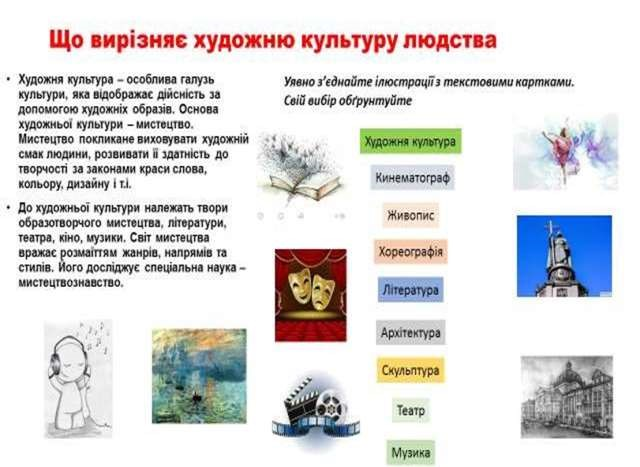 Що вирізняє художню культуру людства
• Художня культура – особлива галузь
культури, яка відображає дійсність за
допомогою художніх образів. Основа
художньої культури – мистецтво.
Мистецтво покликане виховувати художній
смак людини, розвивати її здатність до
творчості за законами краси слова,
кольору, дизайну і т.і.
• До художньої культури належать твори
образотворчого мистецтва, літератури,
театра, кіно, музики. Світ мистецтва
вражає розмаїттям жанрів, напрямів та
стилів. Його досліджує спеціальна наука –
мистецтвознавство.
Уявно з’єднайте ілюстрації з текстовими картками.
Свій вибір обґрунтуйте
Художня культура
Кинематограф
Живопис
Хореографія
Література
Архітектура
Скульптура
Театр
Музика